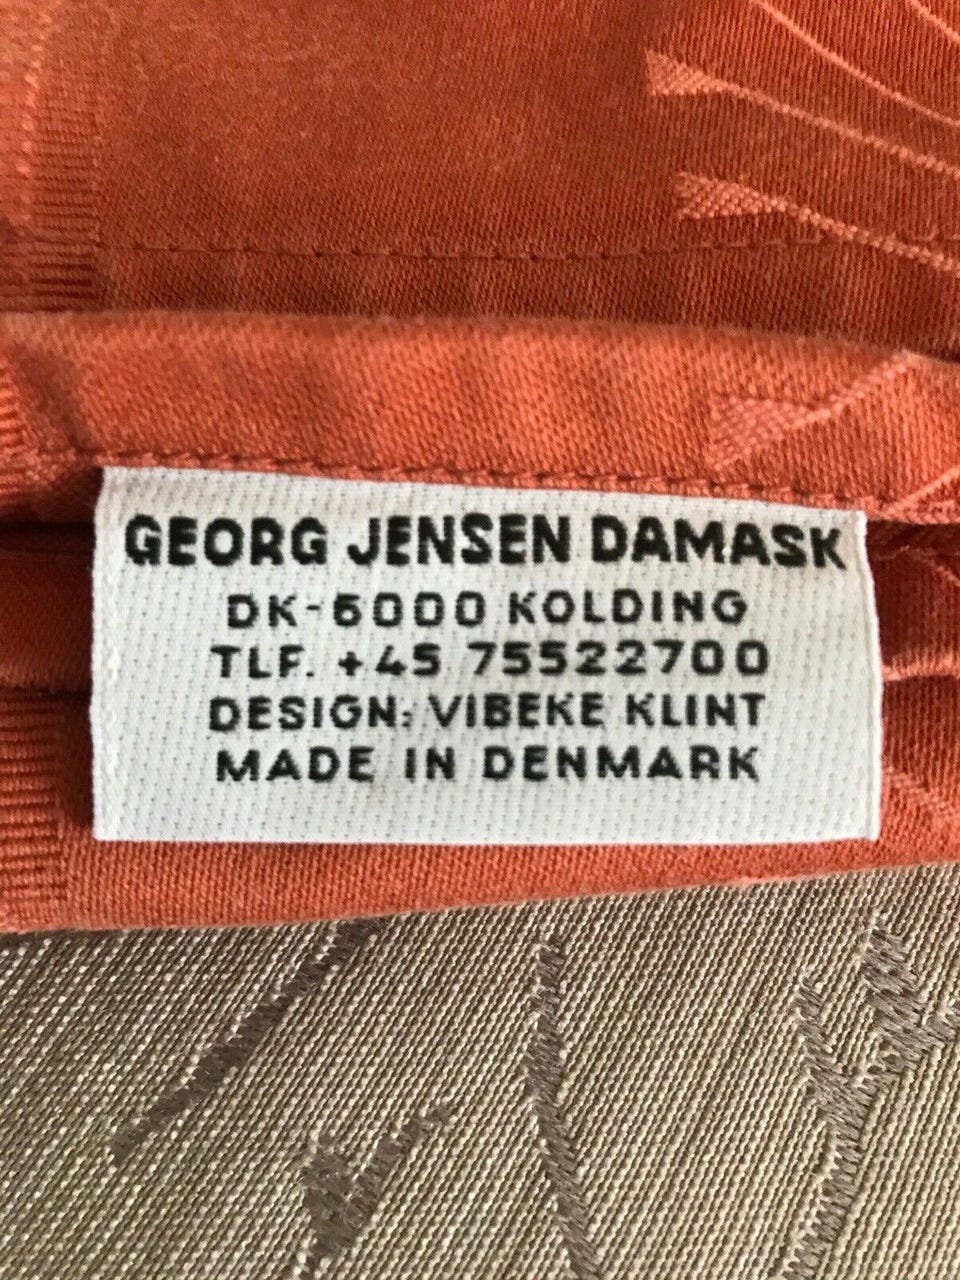 GEORG JENSEN DAMASK
DK-6000 KOLDING
TLF. +45 75522700
DESIGN: VIBEKE KLINT
MADE IN DENMARK